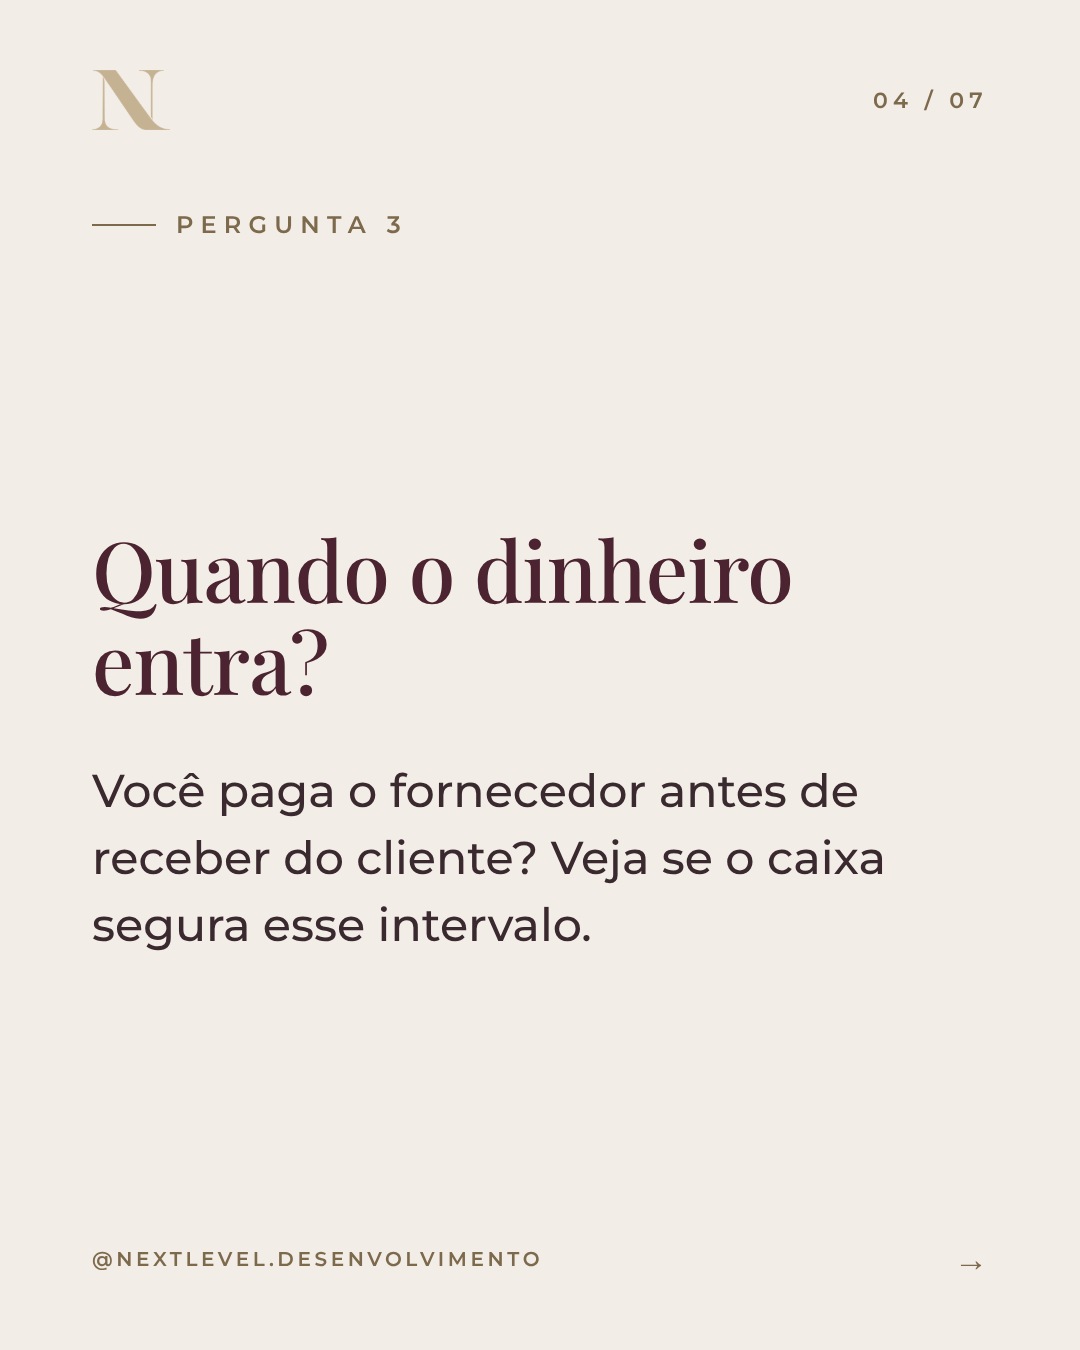 N
04 / 07
PERGUNTA 3
Quando o dinheiro
entra?
Você paga o fornecedor antes de
receber do cliente? Veja se o caixa
segura esse intervalo.
@NEXTLEVEL.DESENVOLVIMENTO
→